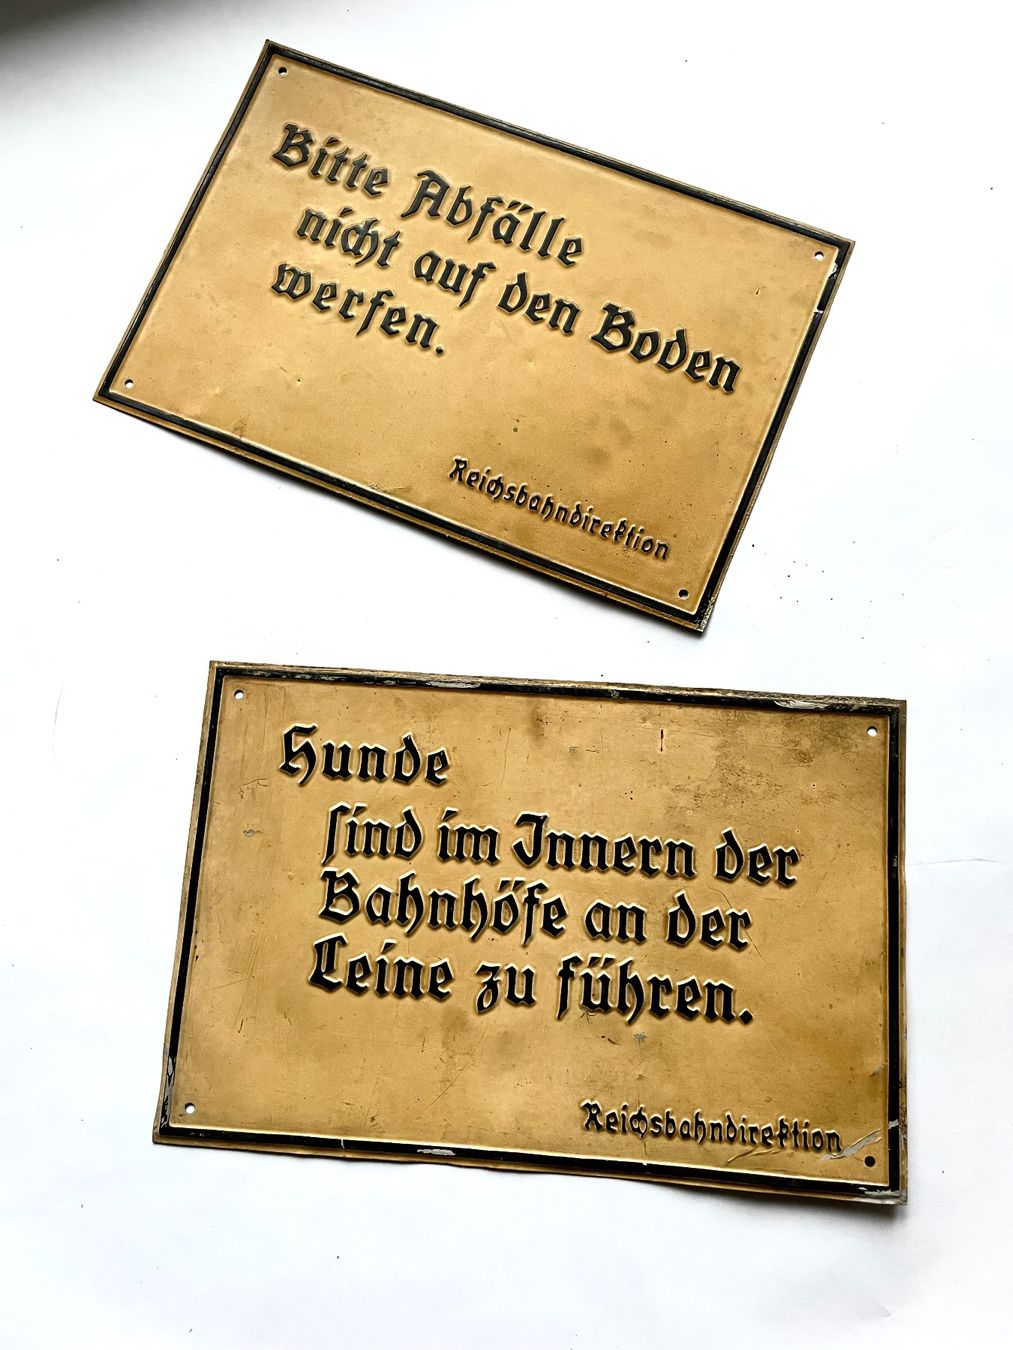 Bitte Abfälle
nicht auf den Boden
werfen.
Reichsbahndirektion
Hunde
ſind im Innern der
Bahnhöfe an der
Leine zu führen.
Reichsbahndirektion